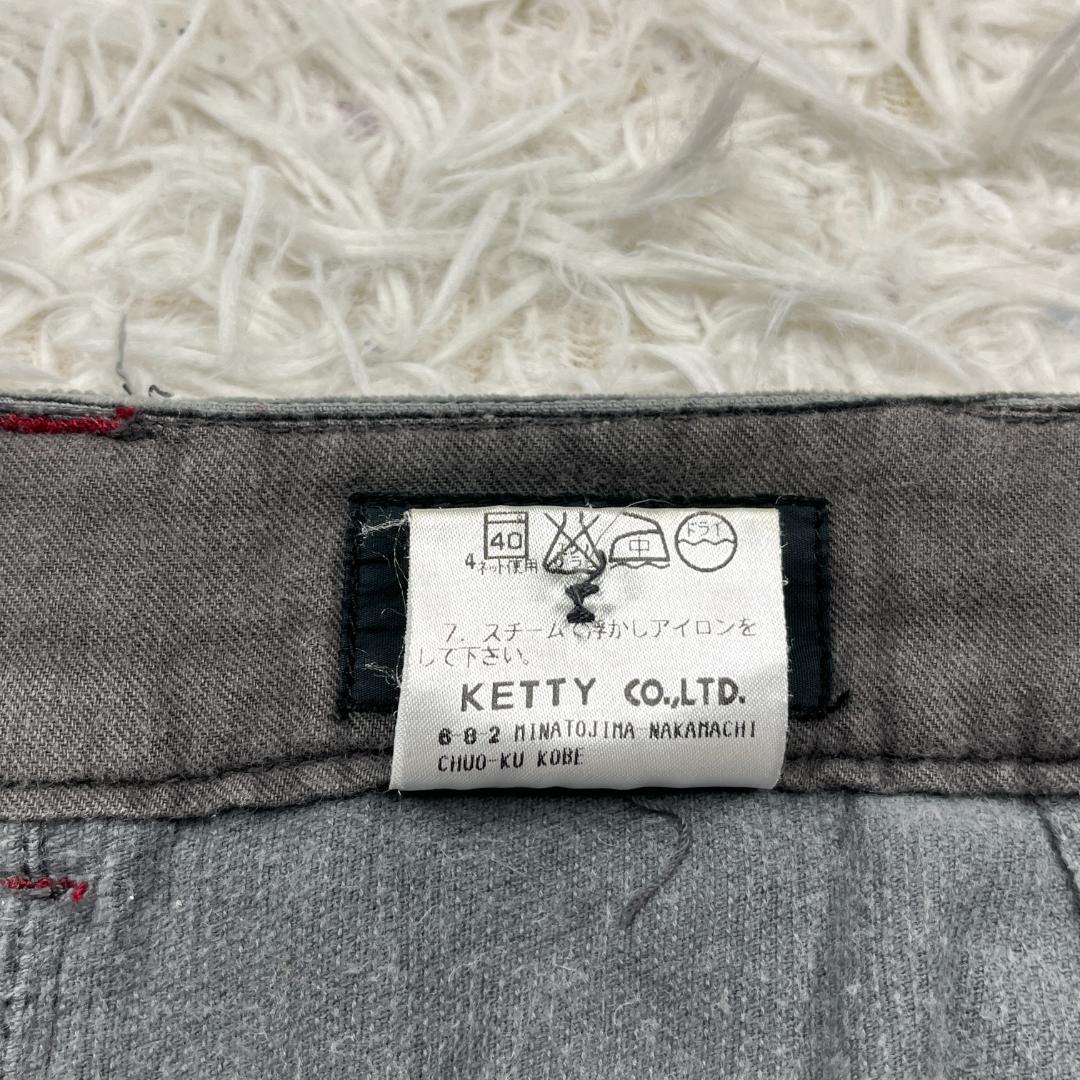 40 中 ドライ
4 ネット使用
7. スチームで浮かしアイロンを
して下さい。
KETTY CO.,LTD.
6 8 2 MINATOJIMA NAKAMACHI
CHUO-KU KOBE